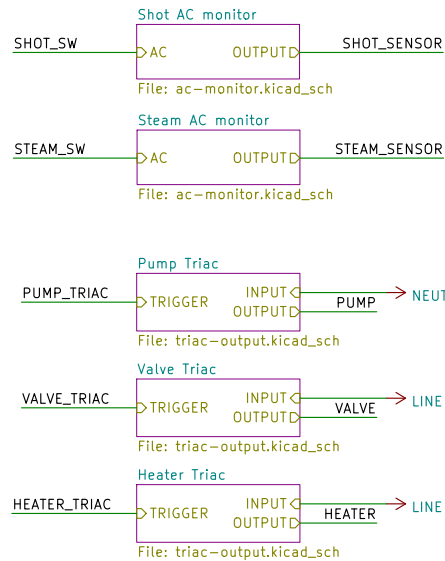 Shot AC monitor
SHOT_SW AC OUTPUT SHOT_SENSOR
File: ac-monitor.kicad_sch
Steam AC monitor
STEAM_SW AC OUTPUT STEAM_SENSOR
File: ac-monitor.kicad_sch
Pump Triac
PUMP_TRIAC TRIGGER INPUT NEUT
OUTPUT PUMP
File: triac-output.kicad_sch
Valve Triac
VALVE_TRIAC TRIGGER INPUT LINE
OUTPUT VALVE
File: triac-output.kicad_sch
Heater Triac
HEATER_TRIAC TRIGGER INPUT LINE
OUTPUT HEATER
File: triac-output.kicad_sch